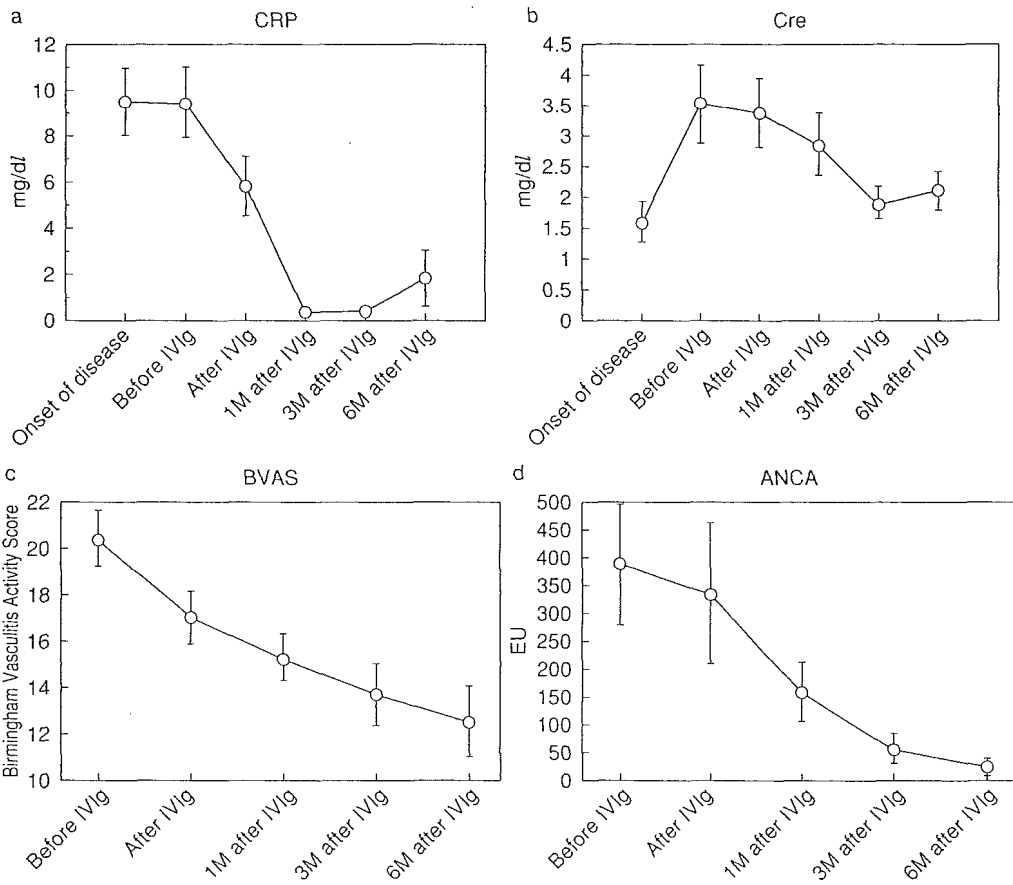 a
CRP
12
10
8
6
4
2
0
mg/dl
Onset of disease
Before IVIg
After IVIg
1M after IVIg
3M after IVIg
6M after IVIg
b
Cre
4.5
4
3.5
3
2.5
2
1.5
1
0.5
0
mg/dl
Onset of disease
Before IVIg
After IVIg
1M after IVIg
3M after IVIg
6M after IVIg
c
BVAS
22
20
18
16
14
12
10
Birmingham Vasculitis Activity Score
Before IVIg
After IVIg
1M after IVIg
3M after IVIg
6M after IVIg
d
ANCA
500
450
400
350
300
250
200
150
100
50
0
EU
Before IVIg
After IVIg
1M after IVIg
3M after IVIg
6M after IVIg